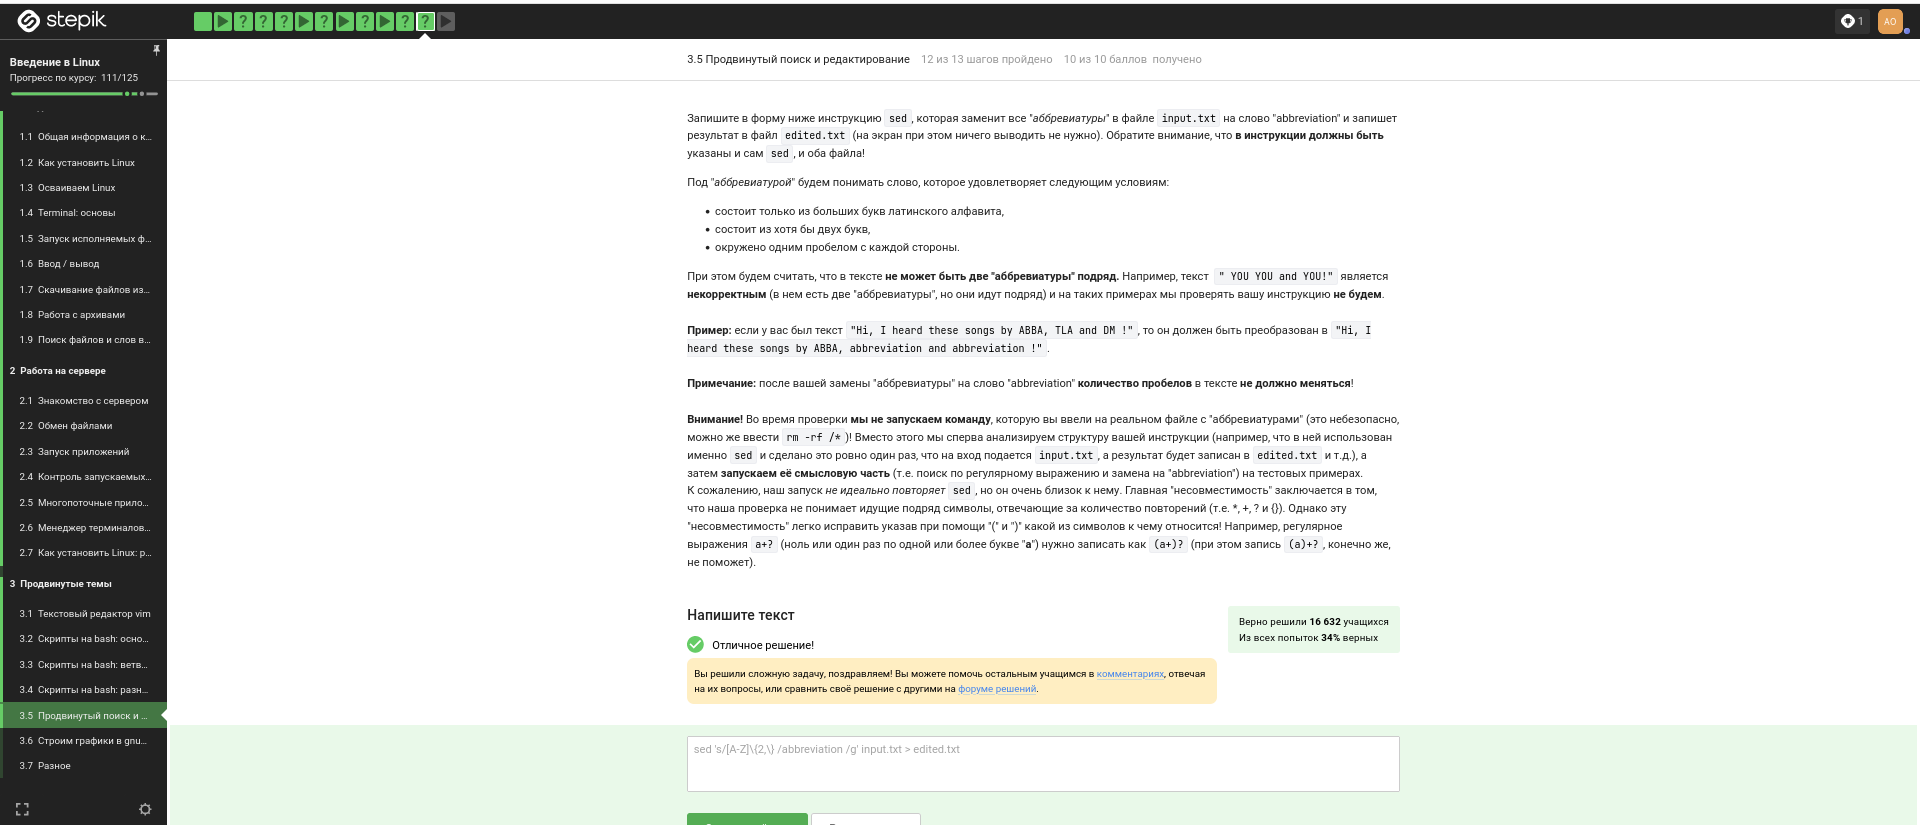 stepik
1
AO
Введение в Linux
Прогресс по курсу: 111/125
1.1 Общая информация о к...
1.2 Как установить Linux
1.3 Осваиваем Linux
1.4 Terminal: основы
1.5 Запуск исполняемых ф...
1.6 Ввод / вывод
1.7 Скачивание файлов из...
1.8 Работа с архивами
1.9 Поиск файлов и слов в...
2 Работа на сервере
2.1 Знакомство с сервером
2.2 Обмен файлами
2.3 Запуск приложений
2.4 Контроль запускаемых...
2.5 Многопоточные прило...
2.6 Менеджер терминалов...
2.7 Как установить Linux: р...
3 Продвинутые темы
3.1 Текстовый редактор vim
3.2 Скрипты на bash: осно...
3.3 Скрипты на bash: ветв...
3.4 Скрипты на bash: разн...
3.5 Продвинутый поиск и ...
3.6 Строим графики в gnu...
3.7 Разное
3.5 Продвинутый поиск и редактирование 12 из 13 шагов пройдено 10 из 10 баллов получено
Запишите в форму ниже инструкцию sed, которая заменит все "аббревиатуры" в файле input.txt на слово "abbreviation" и запишет
результат в файл edited.txt (на экран при этом ничего выводить не нужно). Обратите внимание, что в инструкции должны быть
указаны и сам sed, и оба файла!
Под "аббревиатурой" будем понимать слово, которое удовлетворяет следующим условиям:
• состоит только из больших букв латинского алфавита,
• состоит из хотя бы двух букв,
• окружено одним пробелом с каждой стороны.
При этом будем считать, что в тексте не может быть две "аббревиатуры" подряд. Например, текст " YOU YOU and YOU!" является
некорректным (в нем есть две "аббревиатуры", но они идут подряд) и на таких примерах мы проверять вашу инструкцию не будем.
Пример: если у вас был текст "Hi, I heard these songs by ABBA, TLA and DM !", то он должен быть преобразован в "Hi, I
heard these songs by ABBA, abbreviation and abbreviation !".
Примечание: после вашей замены "аббревиатуры" на слово "abbreviation" количество пробелов в тексте не должно меняться!
Внимание! Во время проверки мы не запускаем команду, которую вы ввели на реальном файле с "аббревиатурами" (это небезопасно,
можно же ввести rm -rf /*)! Вместо этого мы сперва анализируем структуру вашей инструкции (например, что в ней использован
именно sed и сделано это ровно один раз, что на вход подается input.txt, а результат будет записан в edited.txt и т.д.), а
затем запускаем её смысловую часть (т.е. поиск по регулярному выражению и замена на "abbreviation") на тестовых примерах.
К сожалению, наш запуск не идеально повторяет sed, но он очень близок к нему. Главная "несовместимость" заключается в том,
что наша проверка не понимает идущие подряд символы, отвечающие за количество повторений (т.е. *, +, ? и {}). Однако эту
"несовместимость" легко исправить указав при помощи "(" и ")" какой из символов к чему относится! Например, регулярное
выражения a+? (ноль или один раз по одной или более букве "a") нужно записать как (a+)? (при этом запись (a)+?, конечно же,
не поможет).
Напишите текст
Верно решили 16 632 учащихся
Из всех попыток 34% верных
Отличное решение!
Вы решили сложную задачу, поздравляем! Вы можете помочь остальным учащимся в комментариях, отвечая
на их вопросы, или сравнить своё решение с другими на форуме решений.
sed 's/[A-Z]\{2,\} /abbreviation /g' input.txt > edited.txt